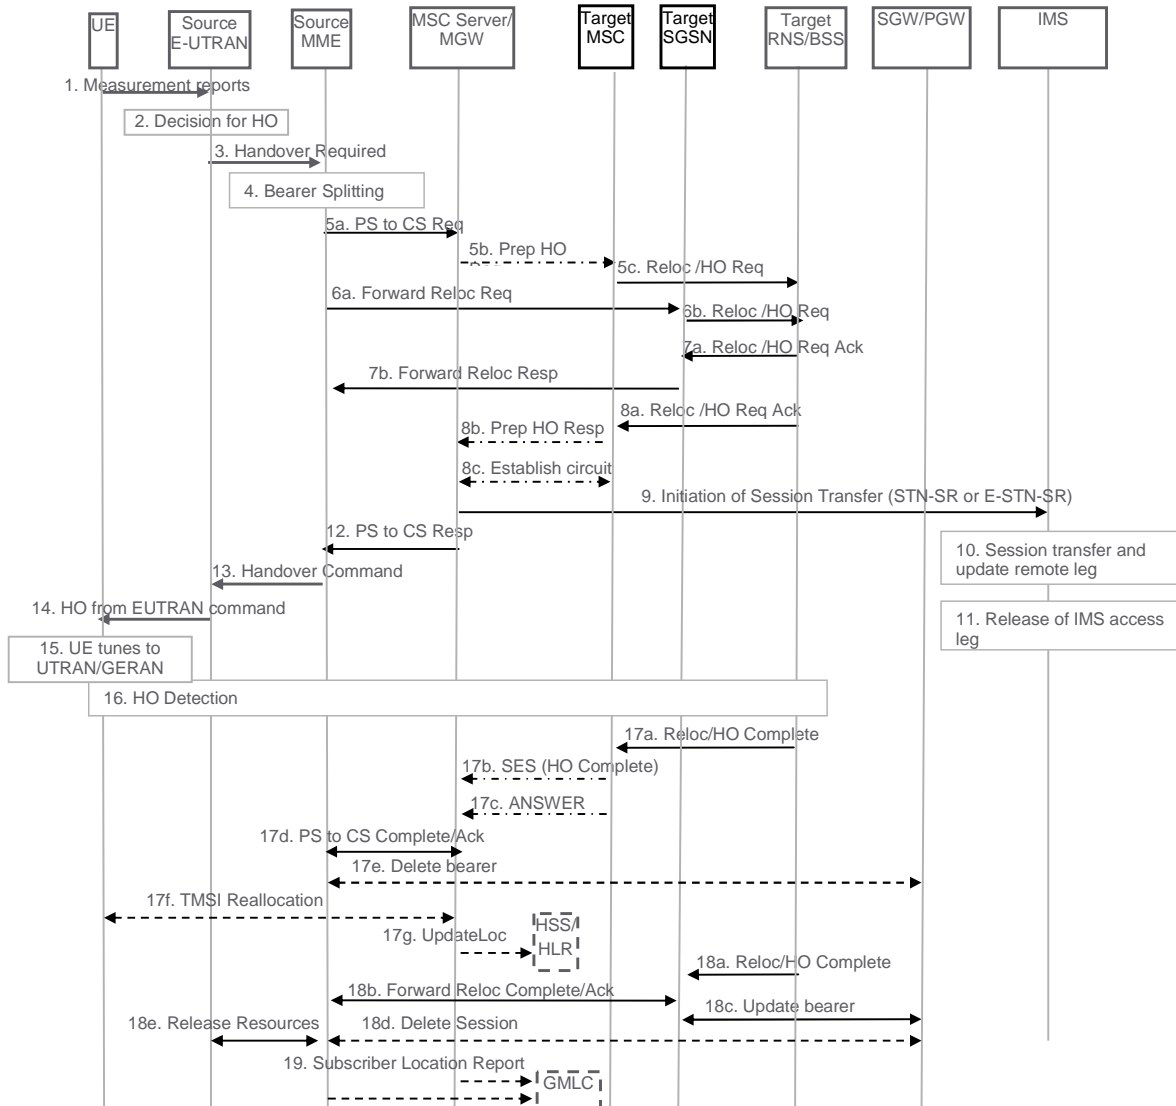 UE
Source
E-UTRAN
Source
MME
MSC Server/
MGW
Target
MSC
Target
SGSN
Target
RNS/BSS
SGW/PGW
IMS
1. Measurement reports
2. Decision for HO
3. Handover Required
4. Bearer Splitting
5a. PS to CS Req
5b. Prep HO
5c. Reloc /HO Req
6a. Forward Reloc Req
6b. Reloc /HO Req
7a. Reloc /HO Req Ack
7b. Forward Reloc Resp
8a. Reloc /HO Req Ack
8b. Prep HO Resp
8c. Establish circuit
9. Initiation of Session Transfer (STN-SR or E-STN-SR)
12. PS to CS Resp
10. Session transfer and
update remote leg
13. Handover Command
14. HO from EUTRAN command
11. Release of IMS access
leg
15. UE tunes to
UTRAN/GERAN
16. HO Detection
17a. Reloc/HO Complete
17b. SES (HO Complete)
17c. ANSWER
17d. PS to CS Complete/Ack
17e. Delete bearer
17f. TMSI Reallocation
HSS/
HLR
17g. UpdateLoc
18a. Reloc/HO Complete
18b. Forward Reloc Complete/Ack
18c. Update bearer
18e. Release Resources
18d. Delete Session
19. Subscriber Location Report
GMLC